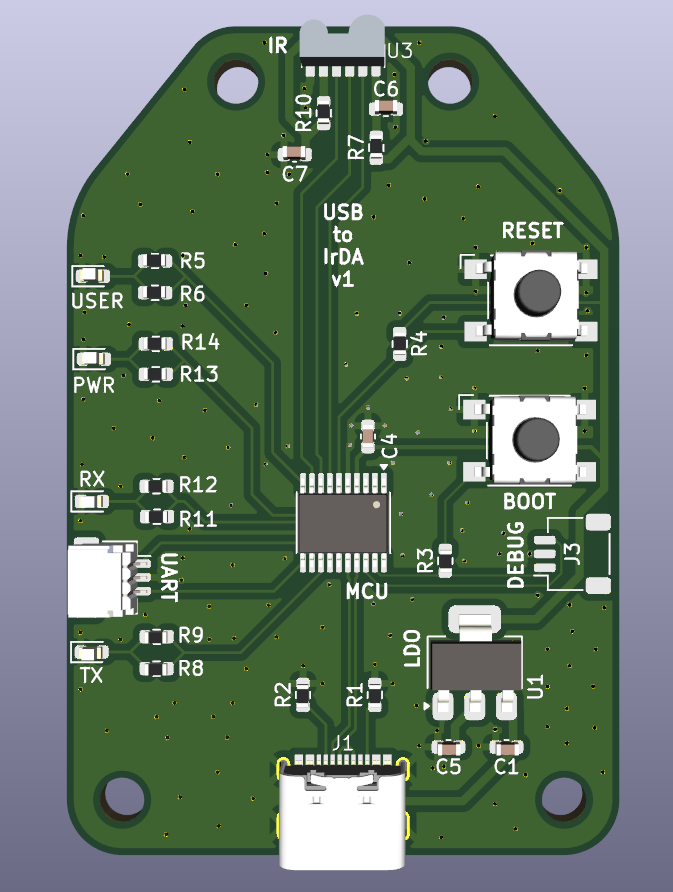 IR
U3
C6
R10
R7
C7
USB
to
IrDA
v1
RESET
R5
USER
R6
R4
R14
PWR
R13
C4
RX
R12
BOOT
R11
DEBUG
J3
UART
R3
MCU
R9
LDO
TX
R8
R2
R1
U1
J1
C5
C1